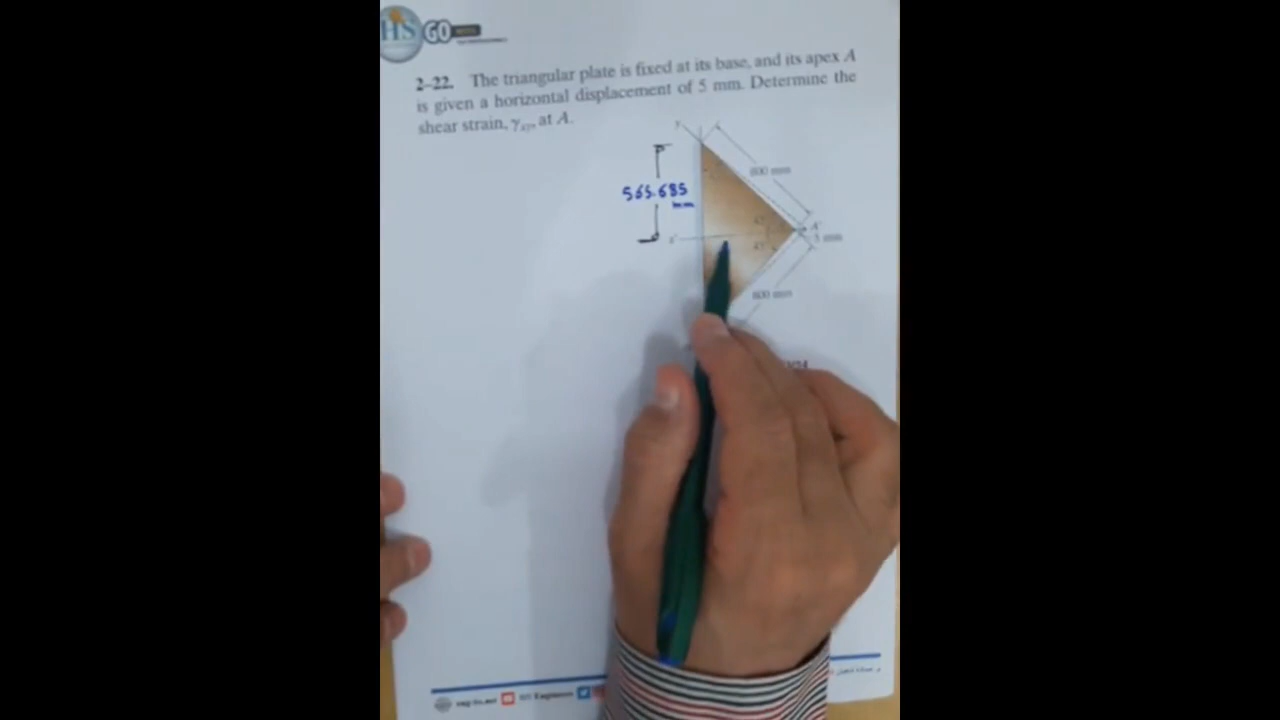 HS GO
2–22. The triangular plate is fixed at its base, and its apex A
is given a horizontal displacement of 5 mm. Determine the
shear strain, γxy, at A.
y
800 mm
565.685
mm
45°
A
A′
x′
45°
5 mm
800 mm
HS Engineers